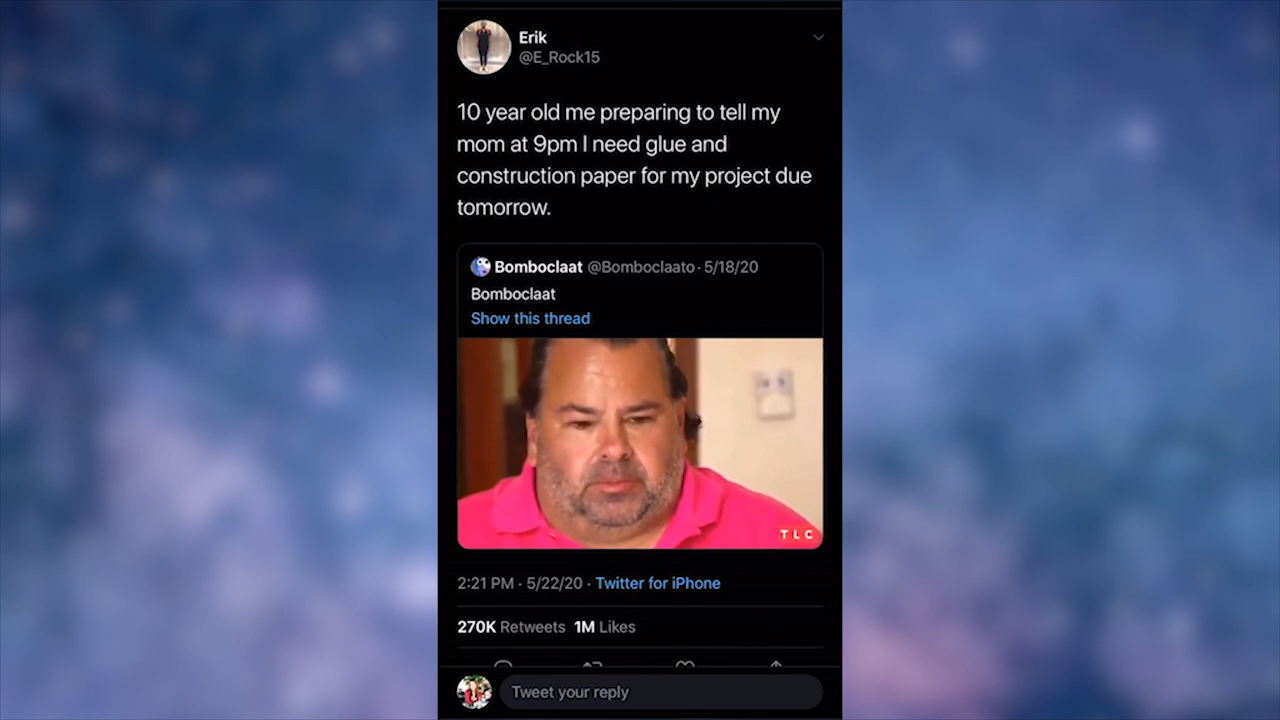 Erik
@E_Rock15
10 year old me preparing to tell my
mom at 9pm I need glue and
construction paper for my project due
tomorrow.
Bomboclaat @Bomboclaato · 5/18/20
Bomboclaat
Show this thread
TLC
2:21 PM · 5/22/20 · Twitter for iPhone
270K Retweets 1M Likes
Tweet your reply